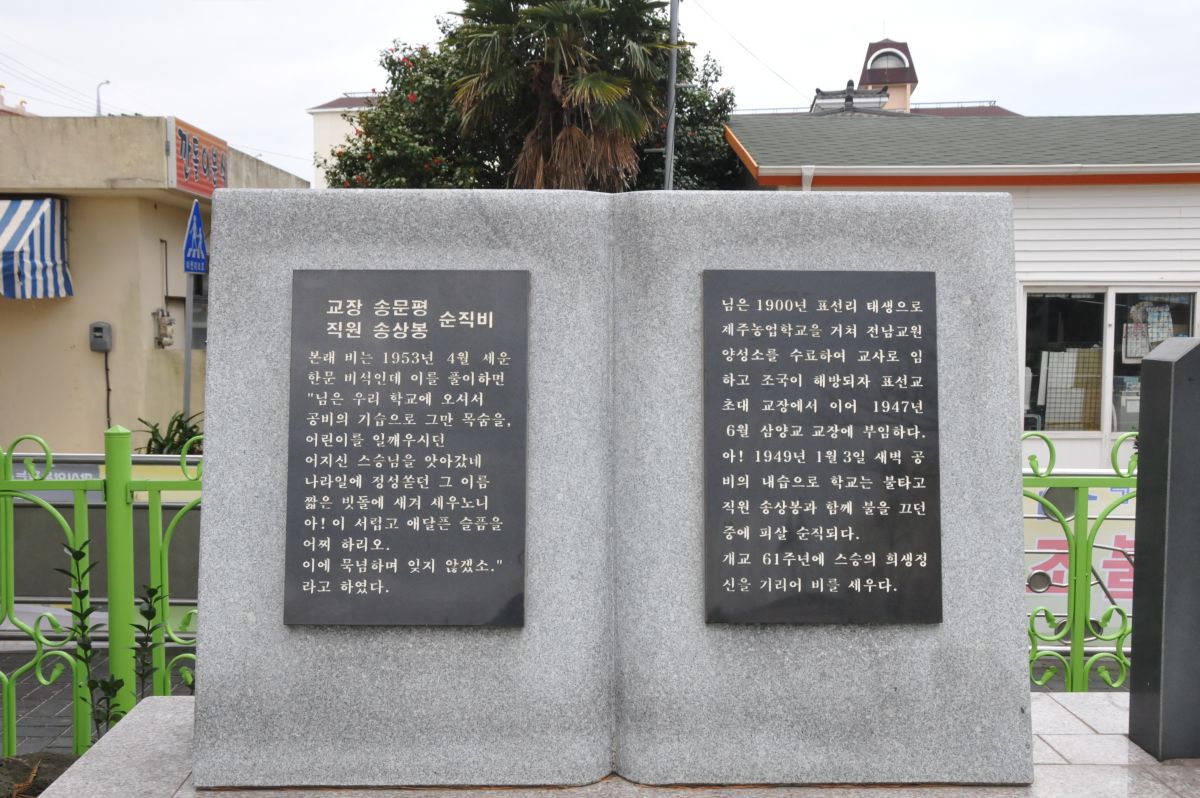 깐돌이분식
교장 송문평
직원 송상봉 순직비
본래 비는 1953년 4월 세운
한문 비석인데 이를 풀이하면
"님은 우리 학교에 오서서
공비의 기습으로 그만 목숨을,
어린이를 일깨우시던
어지신 스승님을 앗아갔네
나라일에 정성쏟던 그 이름
짧은 빗돌에 새겨 세우노니
아! 이 서럽고 애달픈 슬픔을
어찌 하리오.
이에 묵념하며 잊지 않겠소."
라고 하였다.
님은 1900년 표선리 태생으로
제주농업학교을 거쳐 전남교원
양성소를 수료하여 교사로 임
하고 조국이 해방되자 표선교
초대 교장에서 이어 1947년
6월 삼양교 교장에 부임하다.
아! 1949년 1월 3일 새벽 공
비의 내습으로 학교는 불타고
직원 송상봉과 함께 불을 끄던
중에 피살 순직되다.
개교 61주년에 스승의 희생정
신을 기리어 비를 세우다.